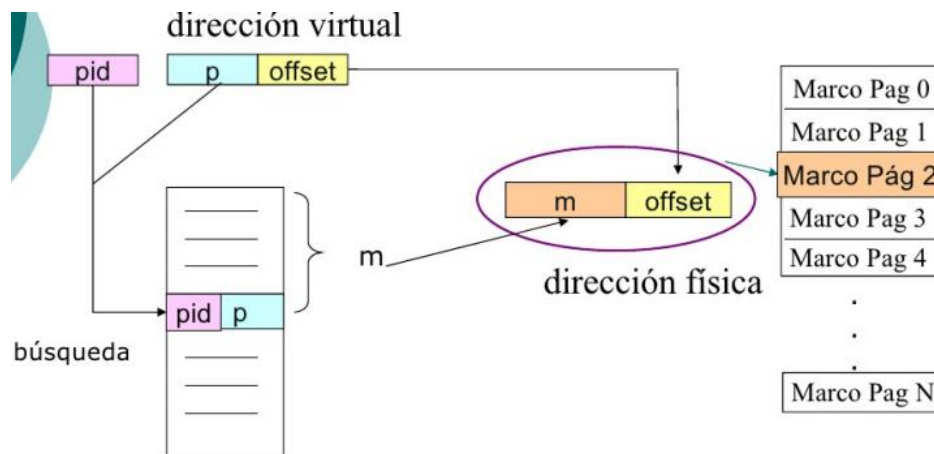 dirección virtual
pid
p
offset
Marco Pag 0
Marco Pag 1
Marco Pág 2
Marco Pag 3
Marco Pag 4
.
.
.
Marco Pag N
m
offset
m
dirección física
pid
p
búsqueda